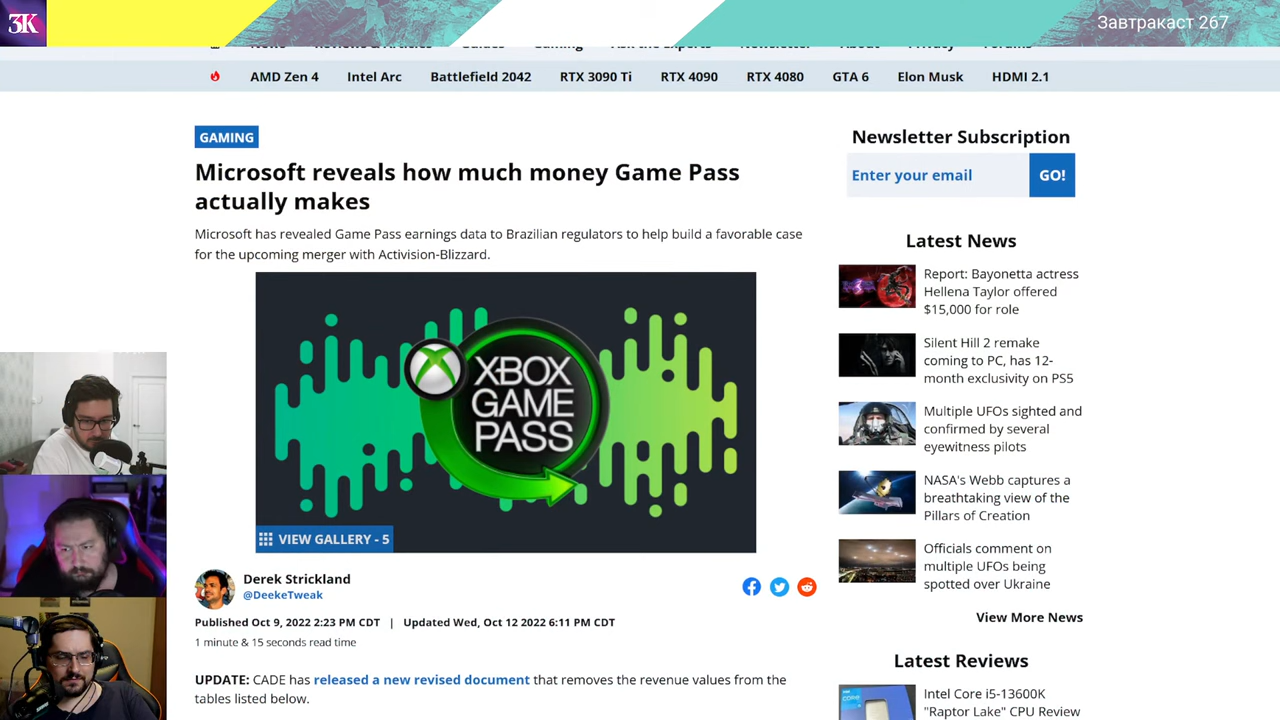 3K
Завтракаст 267
AMD Zen 4 Intel Arc Battlefield 2042 RTX 3090 Ti RTX 4090 RTX 4080 GTA 6 Elon Musk HDMI 2.1
GAMING
Microsoft reveals how much money Game Pass
actually makes
Microsoft has revealed Game Pass earnings data to Brazilian regulators to help build a favorable case
for the upcoming merger with Activision-Blizzard.
XBOX
GAME
PASS
VIEW GALLERY - 5
Derek Strickland
@DeekeTweak
Published Oct 9, 2022 2:23 PM CDT | Updated Wed, Oct 12 2022 6:11 PM CDT
1 minute & 15 seconds read time
UPDATE: CADE has released a new revised document that removes the revenue values from the
tables listed below.
Newsletter Subscription
Enter your email GO!
Latest News
Report: Bayonetta actress
Hellena Taylor offered
$15,000 for role
Silent Hill 2 remake
coming to PC, has 12-
month exclusivity on PS5
Multiple UFOs sighted and
confirmed by several
eyewitness pilots
NASA's Webb captures a
breathtaking view of the
Pillars of Creation
Officials comment on
multiple UFOs being
spotted over Ukraine
View More News
Latest Reviews
Intel Core i5-13600K
"Raptor Lake" CPU Review